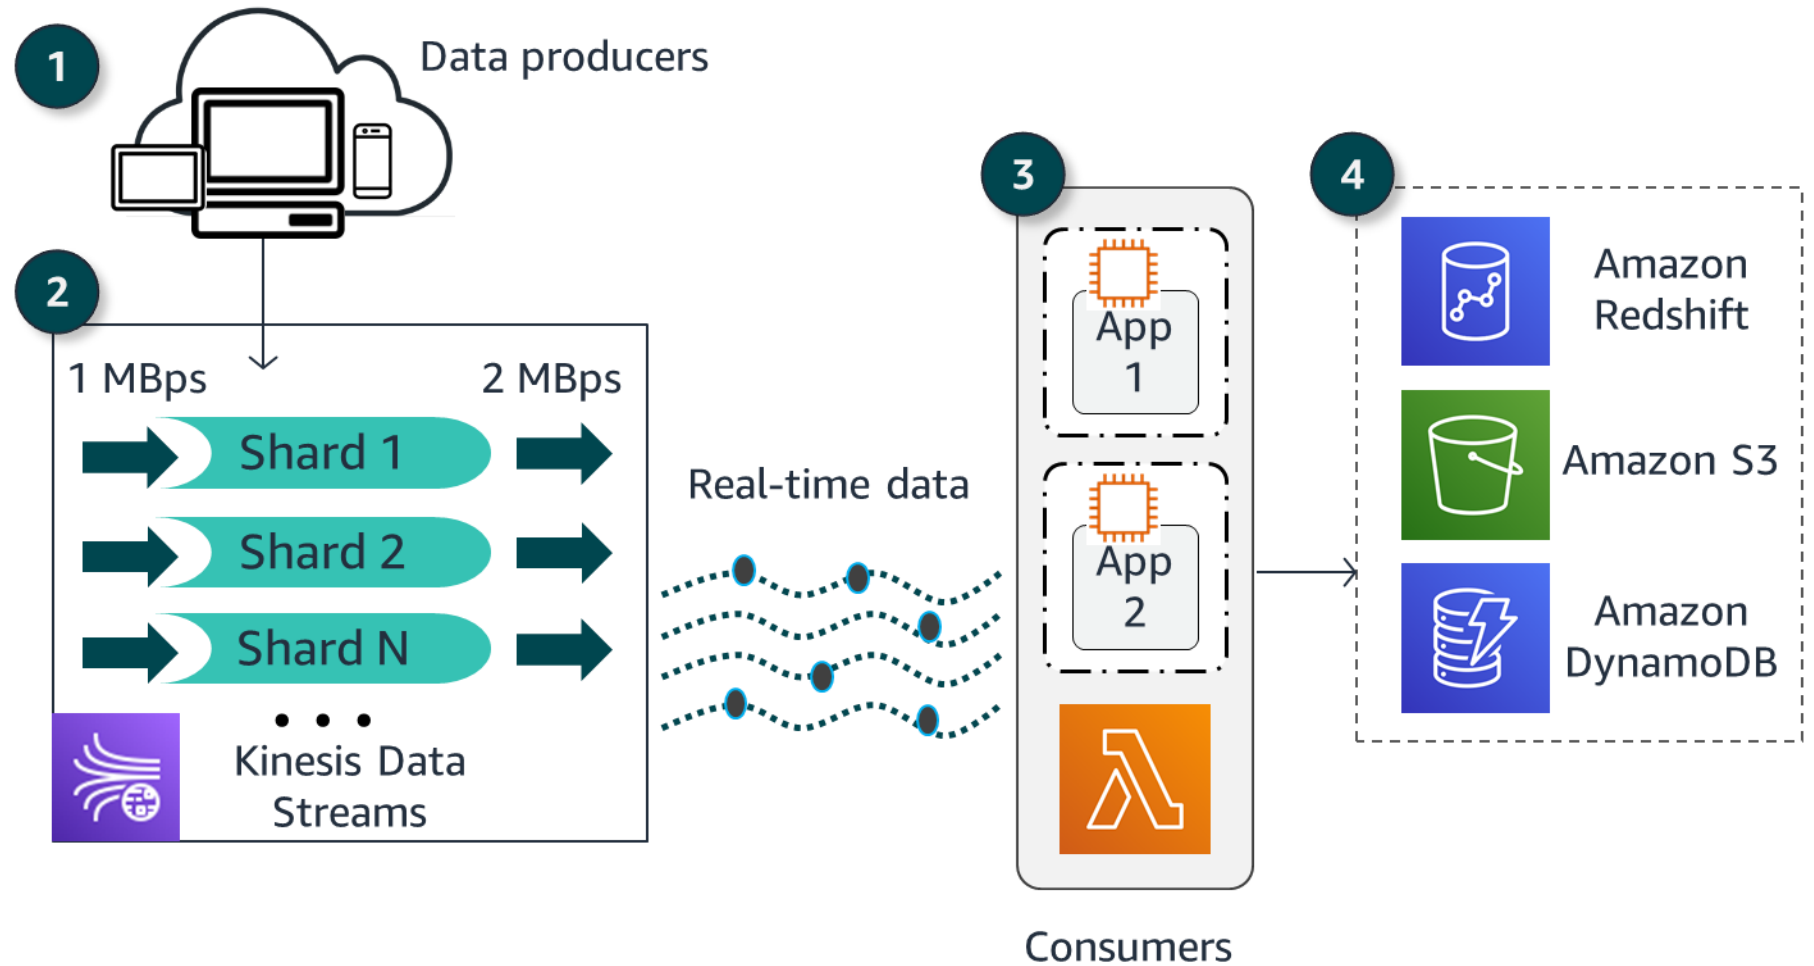 1
Data producers
2
1 MBps
2 MBps
Shard 1
Shard 2
Shard N
Kinesis Data
Streams
Real-time data
3
App
1
App
2
Consumers
4
Amazon
Redshift
Amazon S3
Amazon
DynamoDB